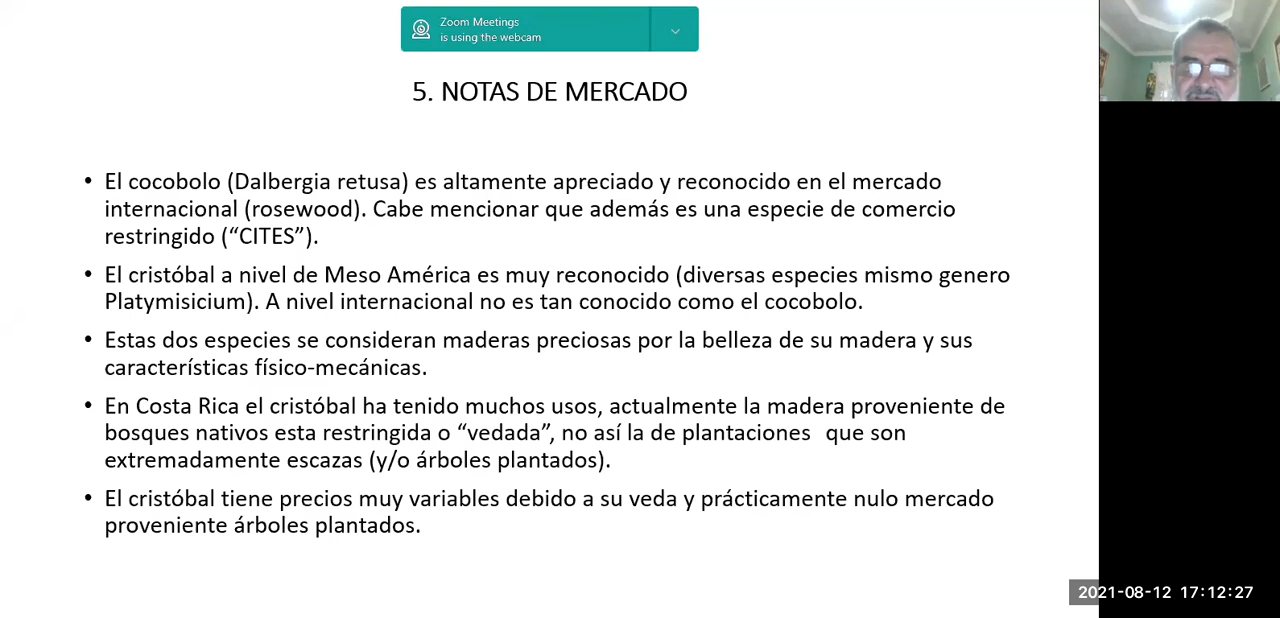 Zoom Meetings
is using the webcam
5. NOTAS DE MERCADO
• El cocobolo (Dalbergia retusa) es altamente apreciado y reconocido en el mercado
internacional (rosewood). Cabe mencionar que además es una especie de comercio
restringido (“CITES”).
• El cristóbal a nivel de Meso América es muy reconocido (diversas especies mismo genero
Platymisicium). A nivel internacional no es tan conocido como el cocobolo.
• Estas dos especies se consideran maderas preciosas por la belleza de su madera y sus
características físico-mecánicas.
• En Costa Rica el cristóbal ha tenido muchos usos, actualmente la madera proveniente de
bosques nativos esta restringida o “vedada”, no así la de plantaciones que son
extremadamente escazas (y/o árboles plantados).
• El cristóbal tiene precios muy variables debido a su veda y prácticamente nulo mercado
proveniente árboles plantados.
2021-08-12 17:12:27